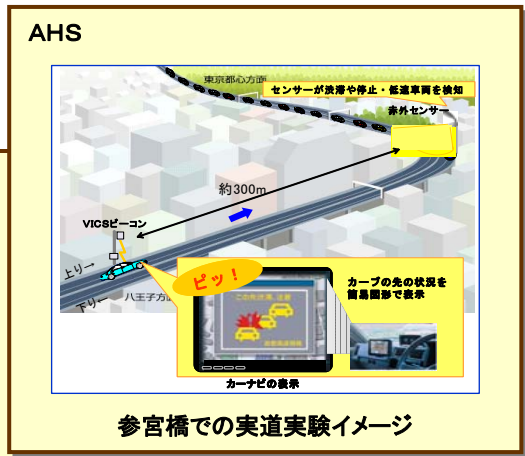 AHS
東京都心方面
センサーが渋滞や停止・低速車両を検知
赤外センサー
約300m
VICSビーコン
上り→
下り→
八王子方面
ピッ！
この先渋滞、注意
カーブの先の状況を
簡易図形で表示
カーナビの表示
参宮橋での実道実験イメージ